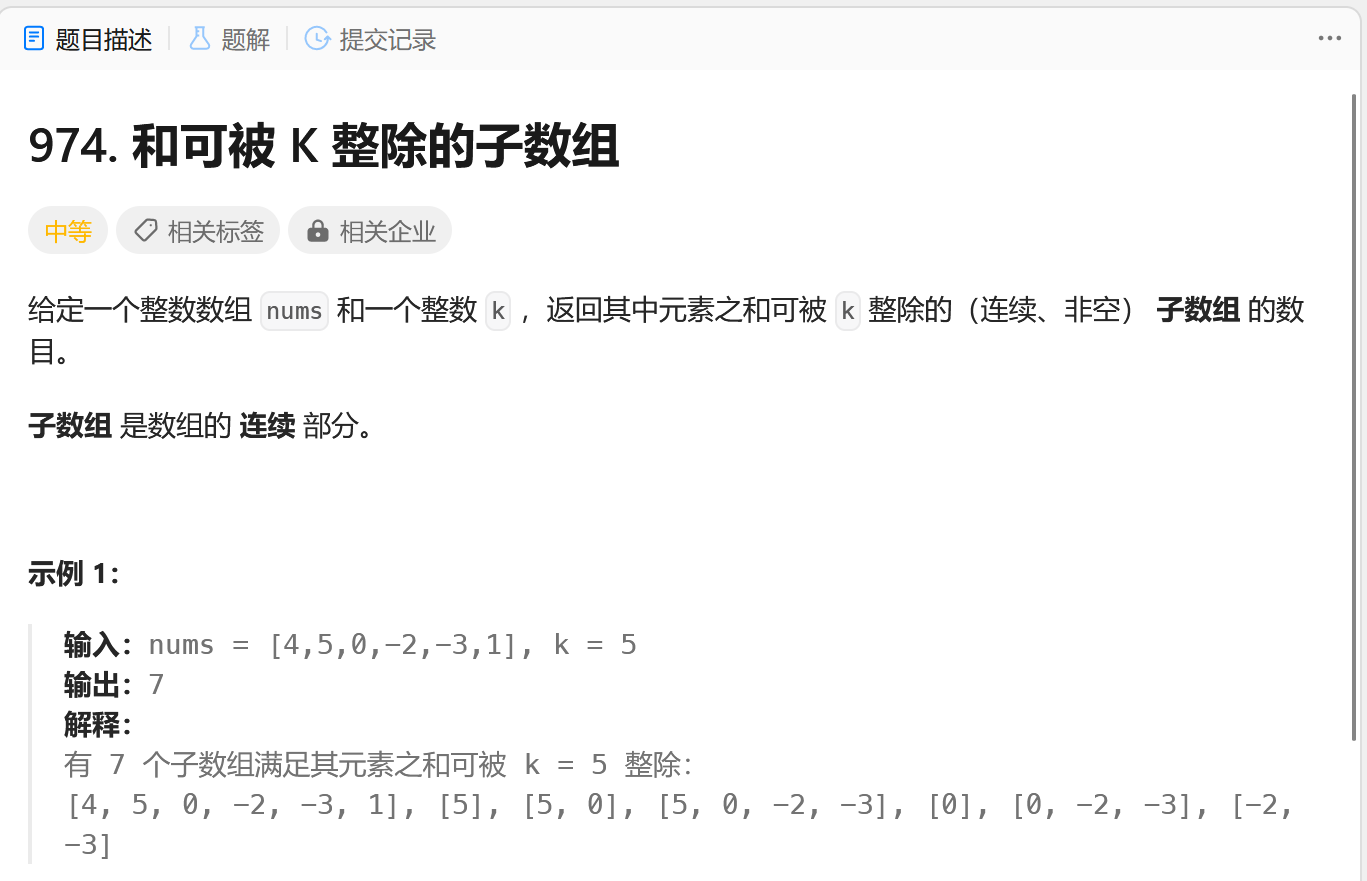 题目描述 题解 提交记录
974. 和可被 K 整除的子数组
中等 相关标签 相关企业
给定一个整数数组 nums 和一个整数 k ，返回其中元素之和可被 k 整除的（连续、非空） 子数组 的数
目。
子数组 是数组的 连续 部分。
示例 1：
输入：nums = [4,5,0,-2,-3,1], k = 5
输出：7
解释：
有 7 个子数组满足其元素之和可被 k = 5 整除：
[4, 5, 0, -2, -3, 1], [5], [5, 0], [5, 0, -2, -3], [0], [0, -2, -3], [-2,
-3]